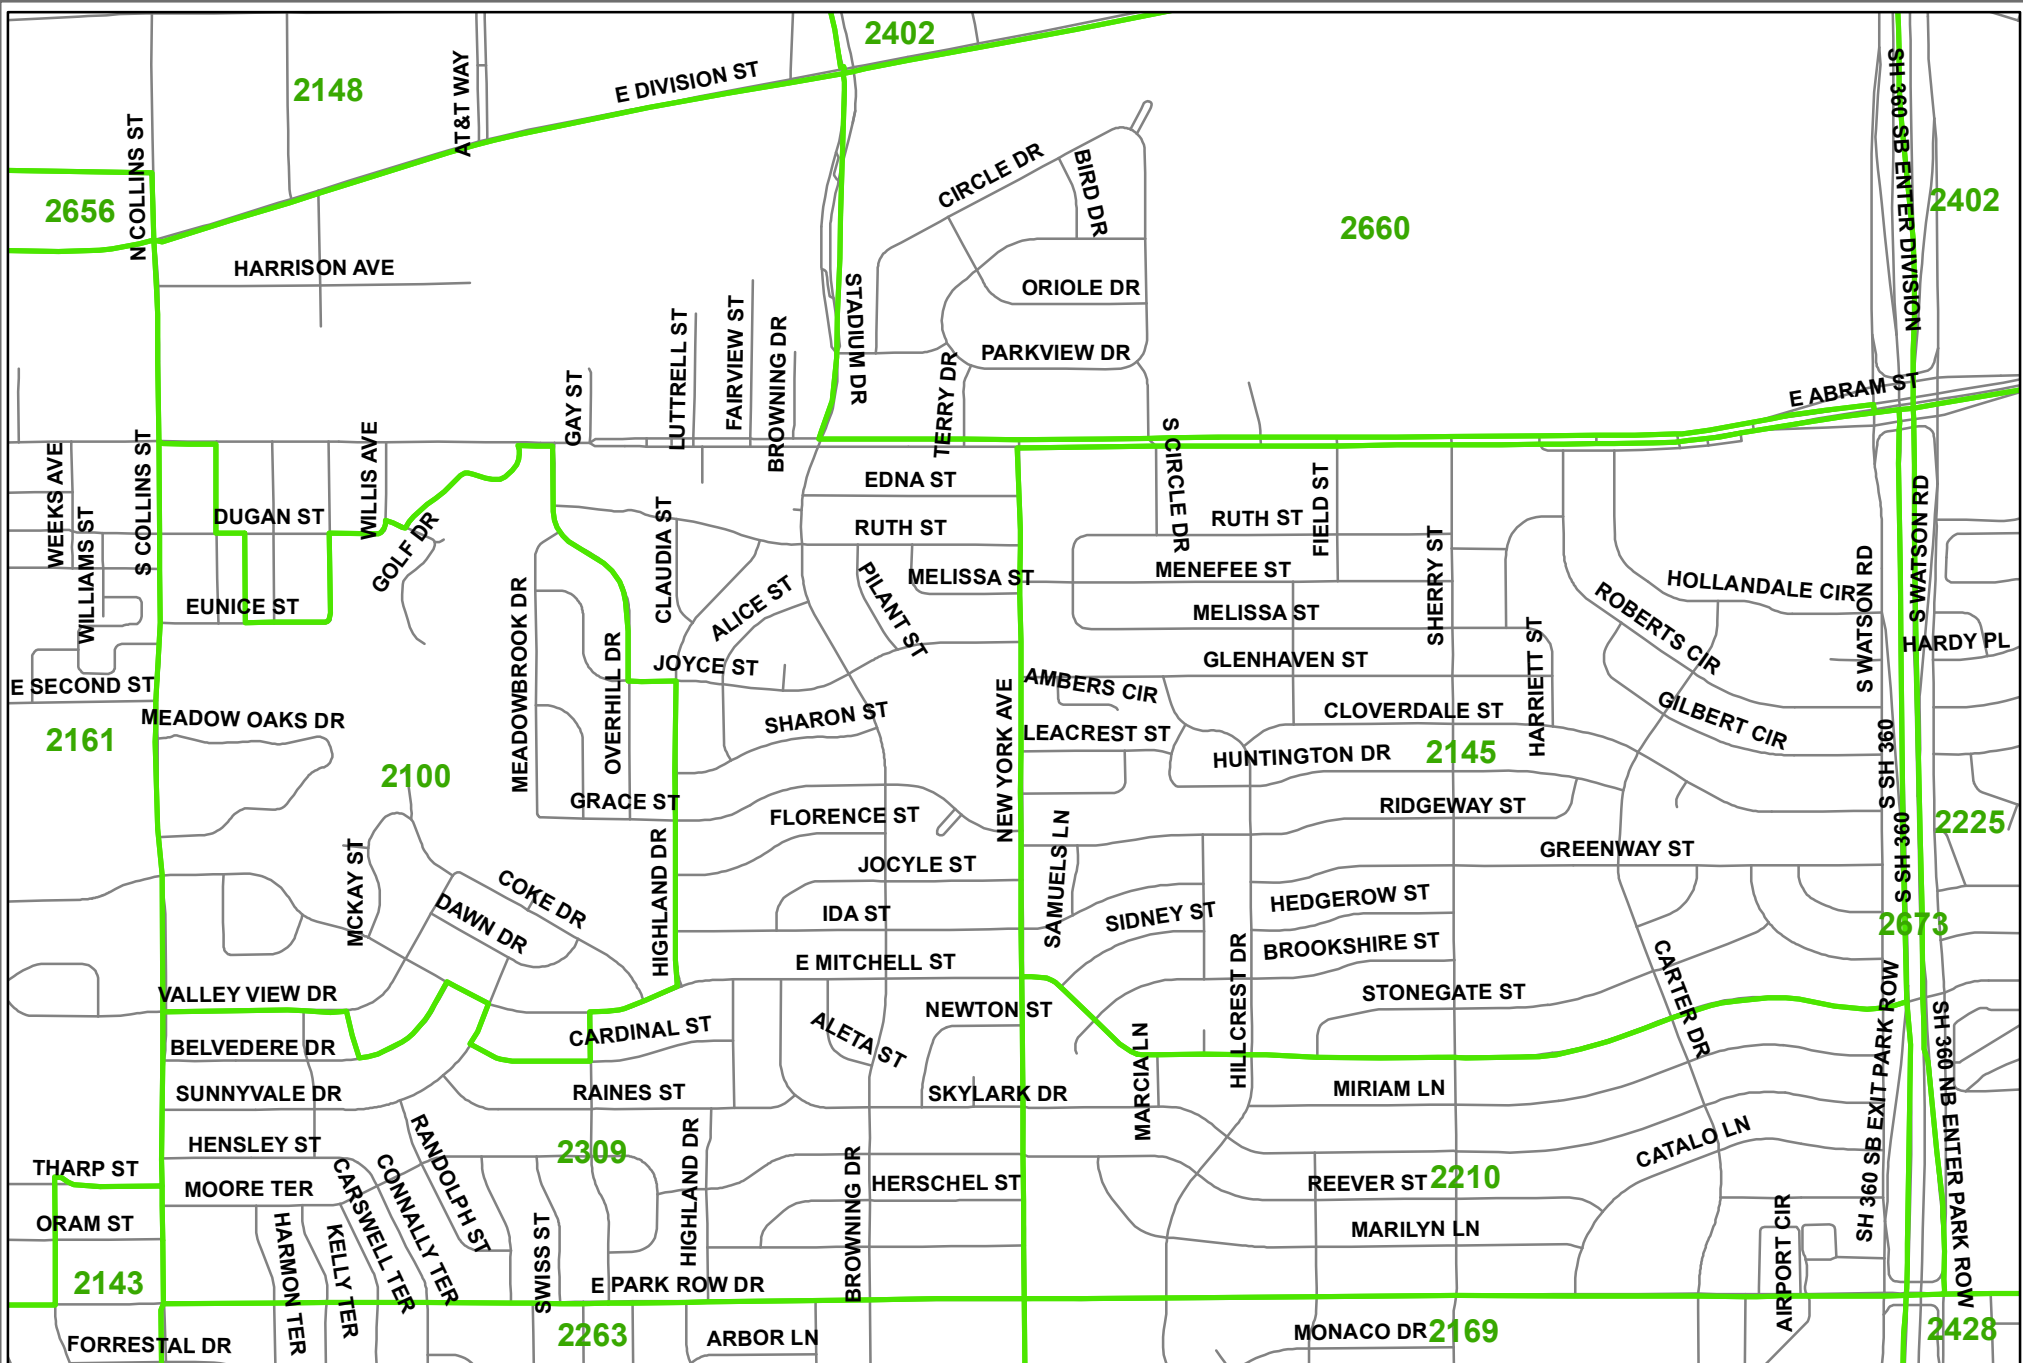 2402
2148
AT&T WAY
E DIVISION ST
SH 360 SB ENTER DIVISION
N COLLINS ST
CIRCLE DR
BIRD DR
2656
2660
2402
HARRISON AVE
ORIOLE DR
STADIUM DR
LUTTRELL ST
FAIRVIEW ST
BROWNING DR
PARKVIEW DR
TERRY DR
GAY ST
E ABRAM ST
WEEKS AVE
S COLLINS ST
WILLIS AVE
EDNA ST
S CIRCLE DR
FIELD ST
S WATSON RD
DUGAN ST
GOLF DR
CLAUDIA ST
RUTH ST
RUTH ST
WILLIAMS ST
SHERRY ST
MELISSA ST
MENEFEE ST
HOLLANDALE CIR
S WATSON RD
EUNICE ST
MEADOWBROOK DR
ALICE ST
PILANT ST
MELISSA ST
ROBERTS CIR
HARDY PL
OVERHILL DR
JOYCE ST
GLENHAVEN ST
HARRIETT ST
E SECOND ST
AMBERS CIR
MEADOW OAKS DR
SHARON ST
NEW YORK AVE
CLOVERDALE ST
GILBERT CIR
2161
LEACREST ST
HUNTINGTON DR
2145
S SH 360
2100
GRACE ST
FLORENCE ST
RIDGEWAY ST
S SH 360
2225
HIGHLAND DR
SAMUELS LN
GREENWAY ST
MCKAY ST
COKE DR
JOCYLE ST
DAWN DR
IDA ST
SIDNEY ST
HEDGEROW ST
2673
BROOKSHIRE ST
CARTER DR
E MITCHELL ST
HILLCREST DR
VALLEY VIEW DR
STONEGATE ST
SH 360 SB EXIT PARK ROW
SH 360 NB ENTER PARK ROW
NEWTON ST
CARDINAL ST
ALETA ST
MARCIA LN
BELVEDERE DR
SUNNYVALE DR
RAINES ST
SKYLARK DR
MIRIAM LN
RANDOLPH ST
HENSLEY ST
HIGHLAND DR
2309
CATALO LN
THARP ST
CARSWELL TER
CONNALLY TER
BROWNING DR
MOORE TER
HERSCHEL ST
REEVER ST
2210
ORAM ST
HARMON TER
KELLY TER
SWISS ST
MARILYN LN
AIRPORT CIR
2143
E PARK ROW DR
FORRESTAL DR
2263
ARBOR LN
MONACO DR
2169
2428